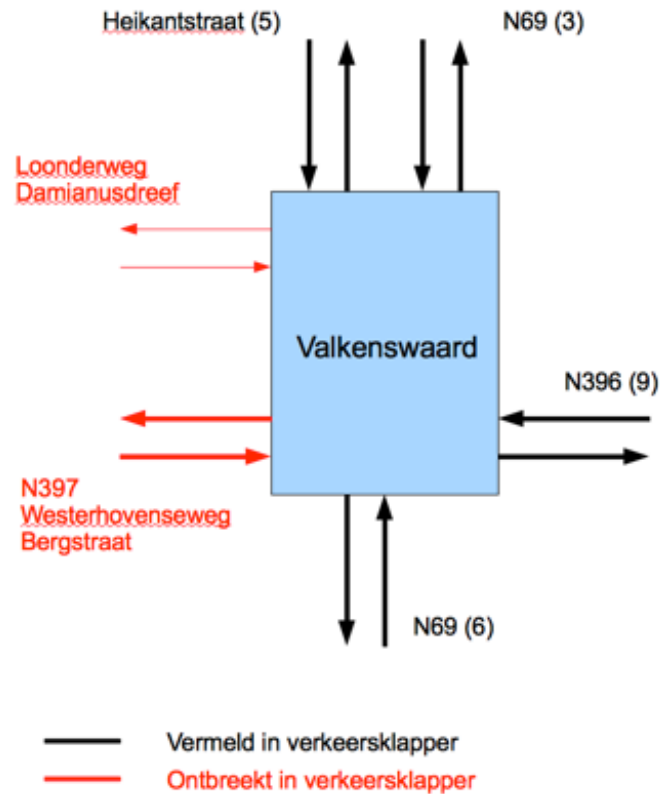 Heikantstraat (5)
N69 (3)
Loonderweg
Damianusdreef
Valkenswaard
N396 (9)
N397
Westerhovenseweg
Bergstraat
N69 (6)
Vermeld in verkeersklapper
Ontbreekt in verkeersklapper